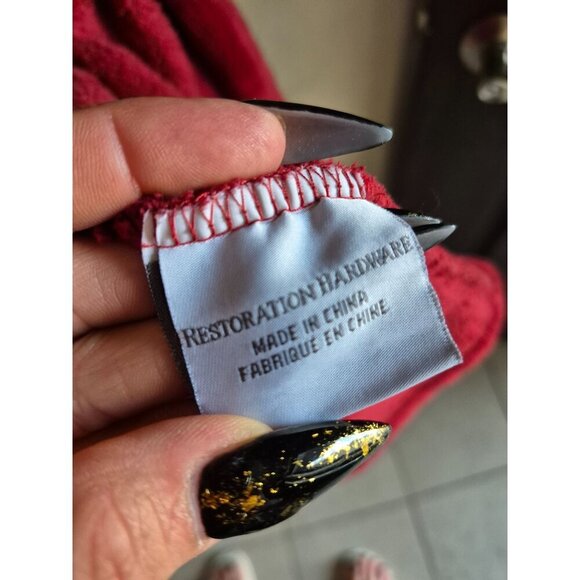 RESTORATION HARDWARE
MADE IN CHINA
FABRIQUE EN CHINE